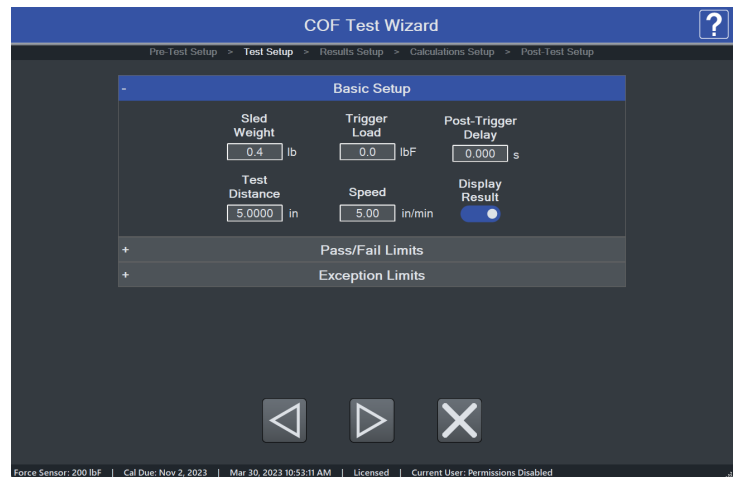 COF Test Wizard
?
Pre-Test Setup > Test Setup > Results Setup > Calculations Setup > Post-Test Setup
- Basic Setup
Sled Weight
0.4 lb
Trigger Load
0.0 lbF
Post-Trigger Delay
0.000 s
Test Distance
5.0000 in
Speed
5.00 in/min
Display Result
+ Pass/Fail Limits
+ Exception Limits
Force Sensor: 200 lbF | Cal Due: Nov 2, 2023 | Mar 30, 2023 10:53:11 AM | Licensed | Current User: Permissions Disabled